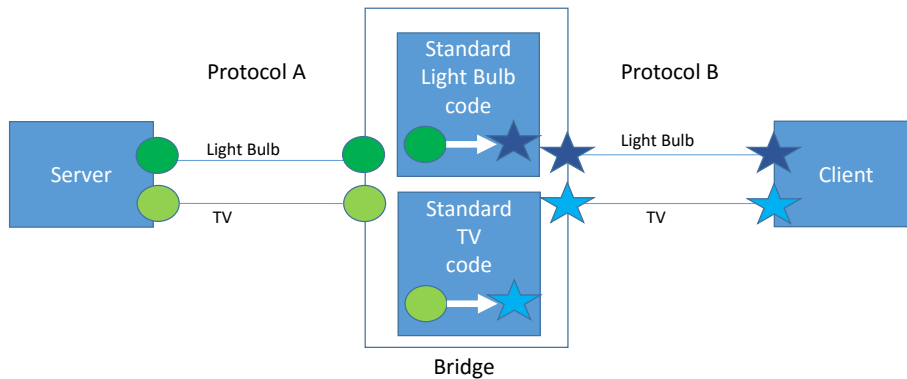 Protocol A
Standard
Light Bulb
code
Protocol B
Server
Light Bulb
Light Bulb
Client
TV
Standard
TV
code
TV
Bridge